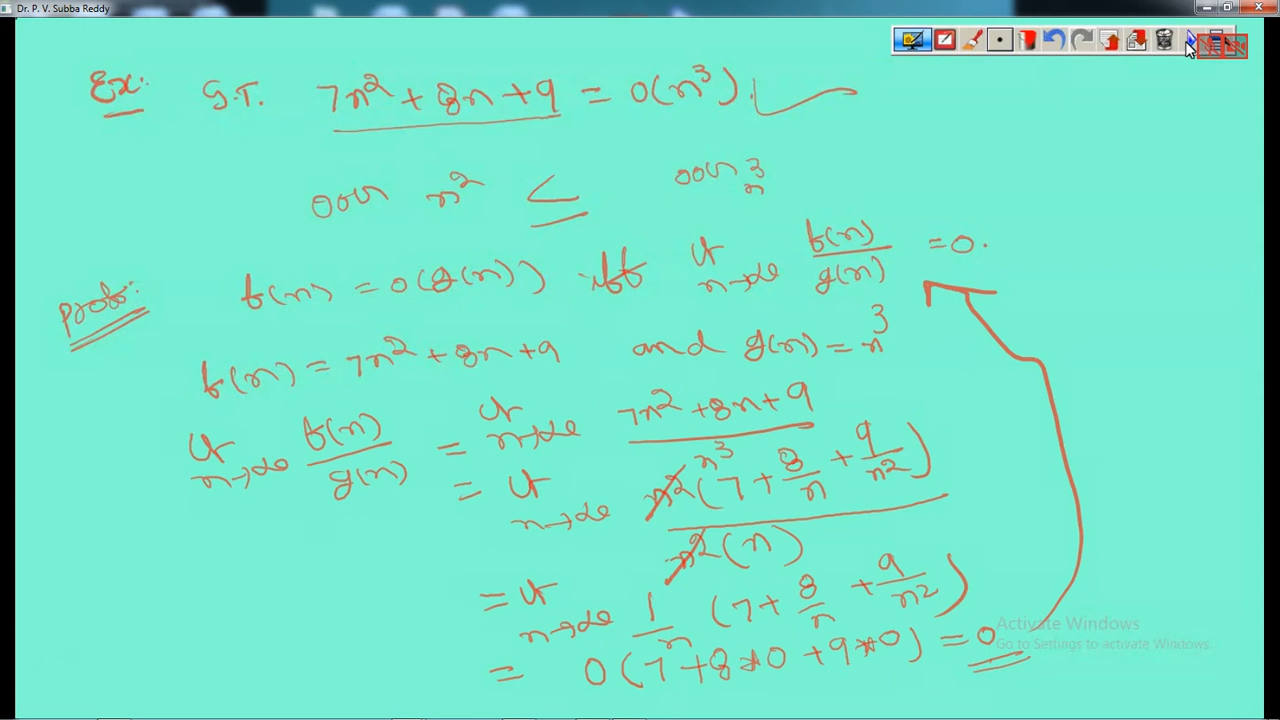 Dr. P. V. Subba Reddy
Ex: S.T. 7n² + 8n + 9 = o(n³).
oor n² ≤ oor n³
Proof: f(n) = o(g(n)) iff Lt n→∞ f(n)/g(n) = 0.
f(n) = 7n² + 8n + 9 and g(n) = n³
Lt n→∞ f(n)/g(n) = Lt n→∞ (7n² + 8n + 9)/n³
= Lt n→∞ n²(7 + 8/n + 9/n²)/n²(n)
= Lt n→∞ 1/n (7 + 8/n + 9/n²)
= 0(7 + 8*0 + 9*0) = 0
Activate Windows
Go to Settings to activate Windows.